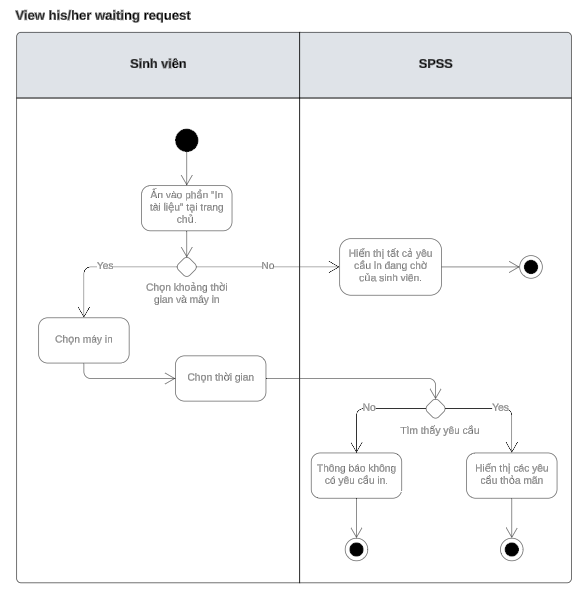 View his/her waiting request
Sinh viên
SPSS
Ấn vào phần "In
tài liệu" tại trang
chủ.
Yes
No
Chọn khoảng thời
gian và máy in
Hiển thị tất cả yêu
cầu in đang chờ
của sinh viên.
Chọn máy in
Chọn thời gian
No
Yes
Tìm thấy yêu cầu
Thông báo không
có yêu cầu in.
Hiển thị các yêu
cầu thỏa mãn